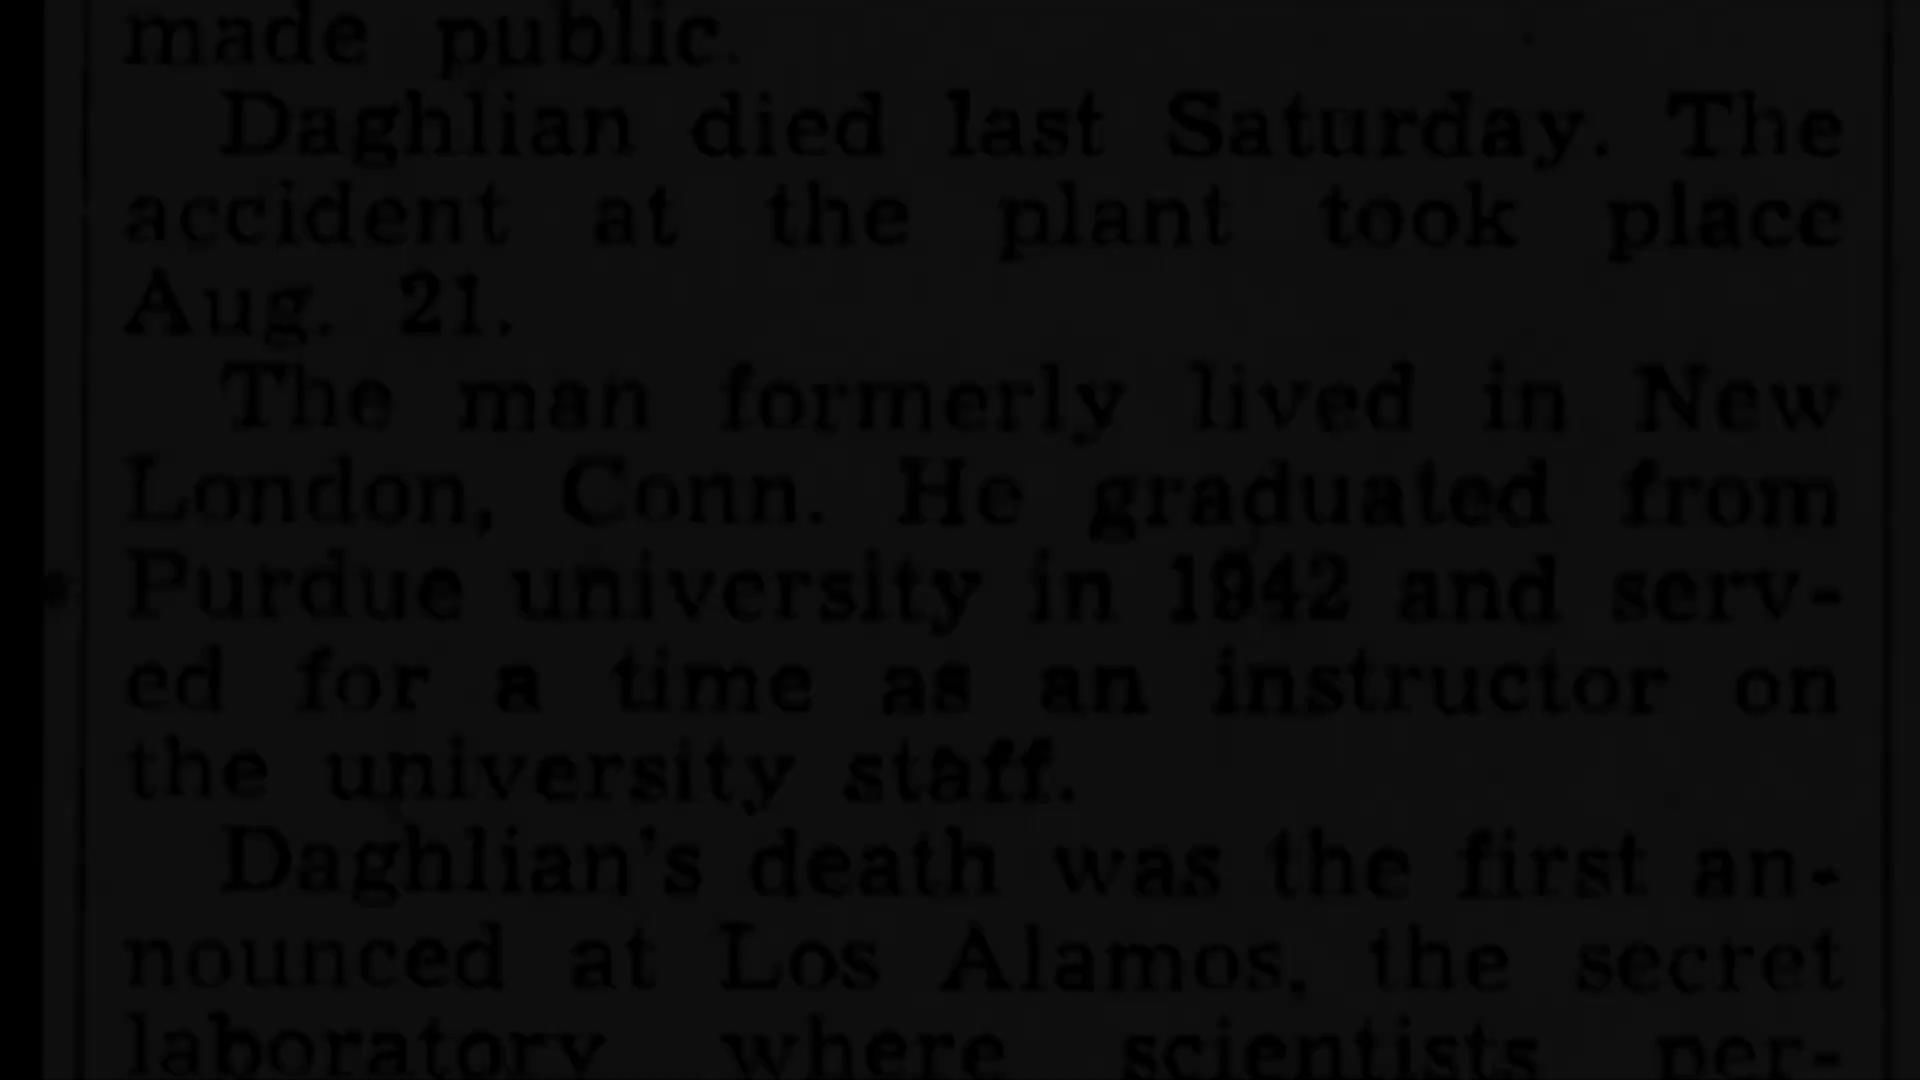 made public.
Daghlian died last Saturday. The
accident at the plant took place
Aug. 21.
The man formerly lived in New
London, Conn. He graduated from
Purdue university in 1942 and serv-
ed for a time as an instructor on
the university staff.
Daghlian's death was the first an-
nounced at Los Alamos, the secret
laboratory where scientists per-